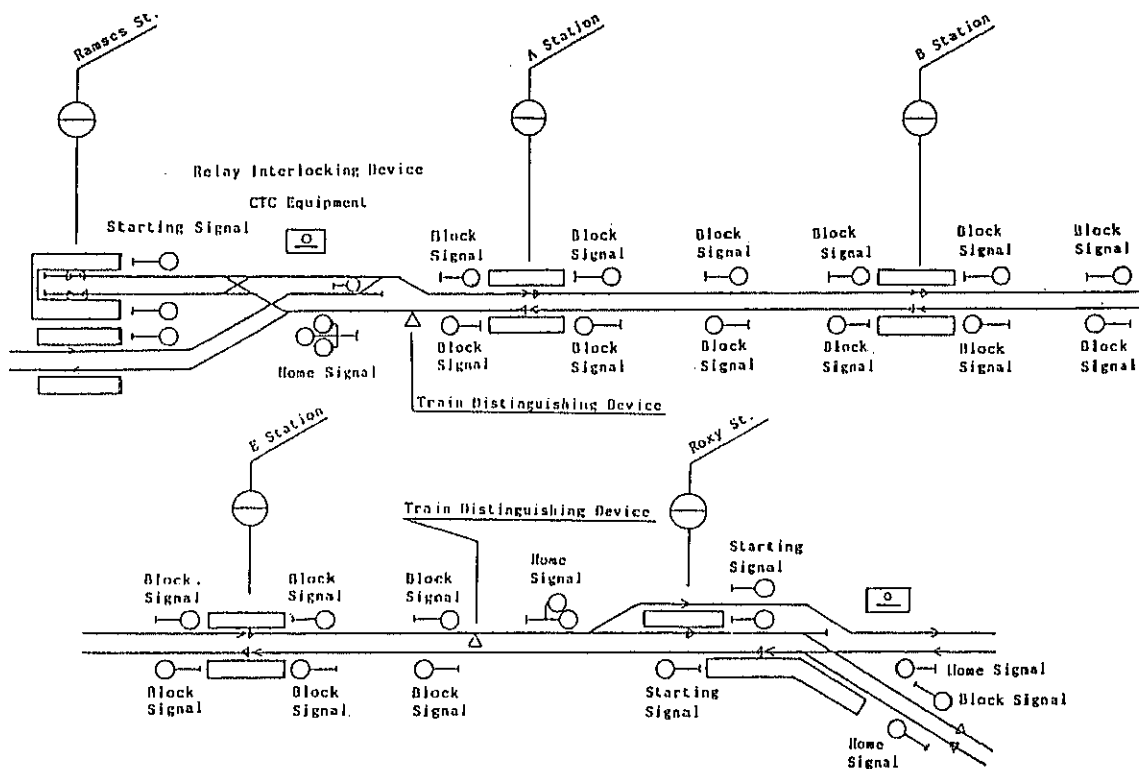 Ramses St.
A Station
B Station
Relay Interlocking Device
CTC Equipment
Starting Signal
Block
Signal
Block
Signal
Block
Signal
Block
Signal
Block
Signal
Block
Signal
Home Signal
Block
Signal
Block
Signal
Block
Signal
Block
Signal
Block
Signal
Block
Signal
Train Distinguishing Device
E Station
Roxy St.
Train Distinguishing Device
Block.
Signal
Block
Signal
Block
Signal
Home
Signal
Starting
Signal
Block
Signal
Block
Signal
Block
Signal
Starting
Signal
Home Signal
Block Signal
Home
Signal